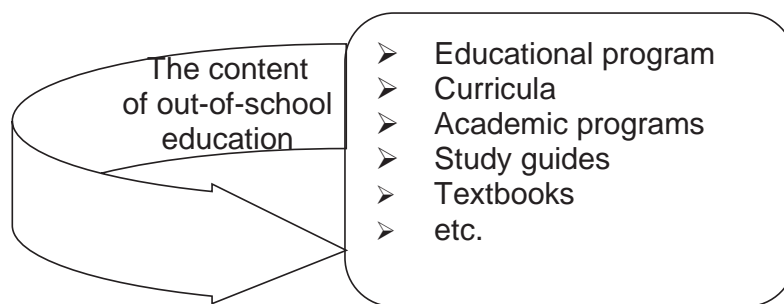 The content
of out-of-school
education
➢ Educational program
➢ Curricula
➢ Academic programs
➢ Study guides
➢ Textbooks
➢ etc.